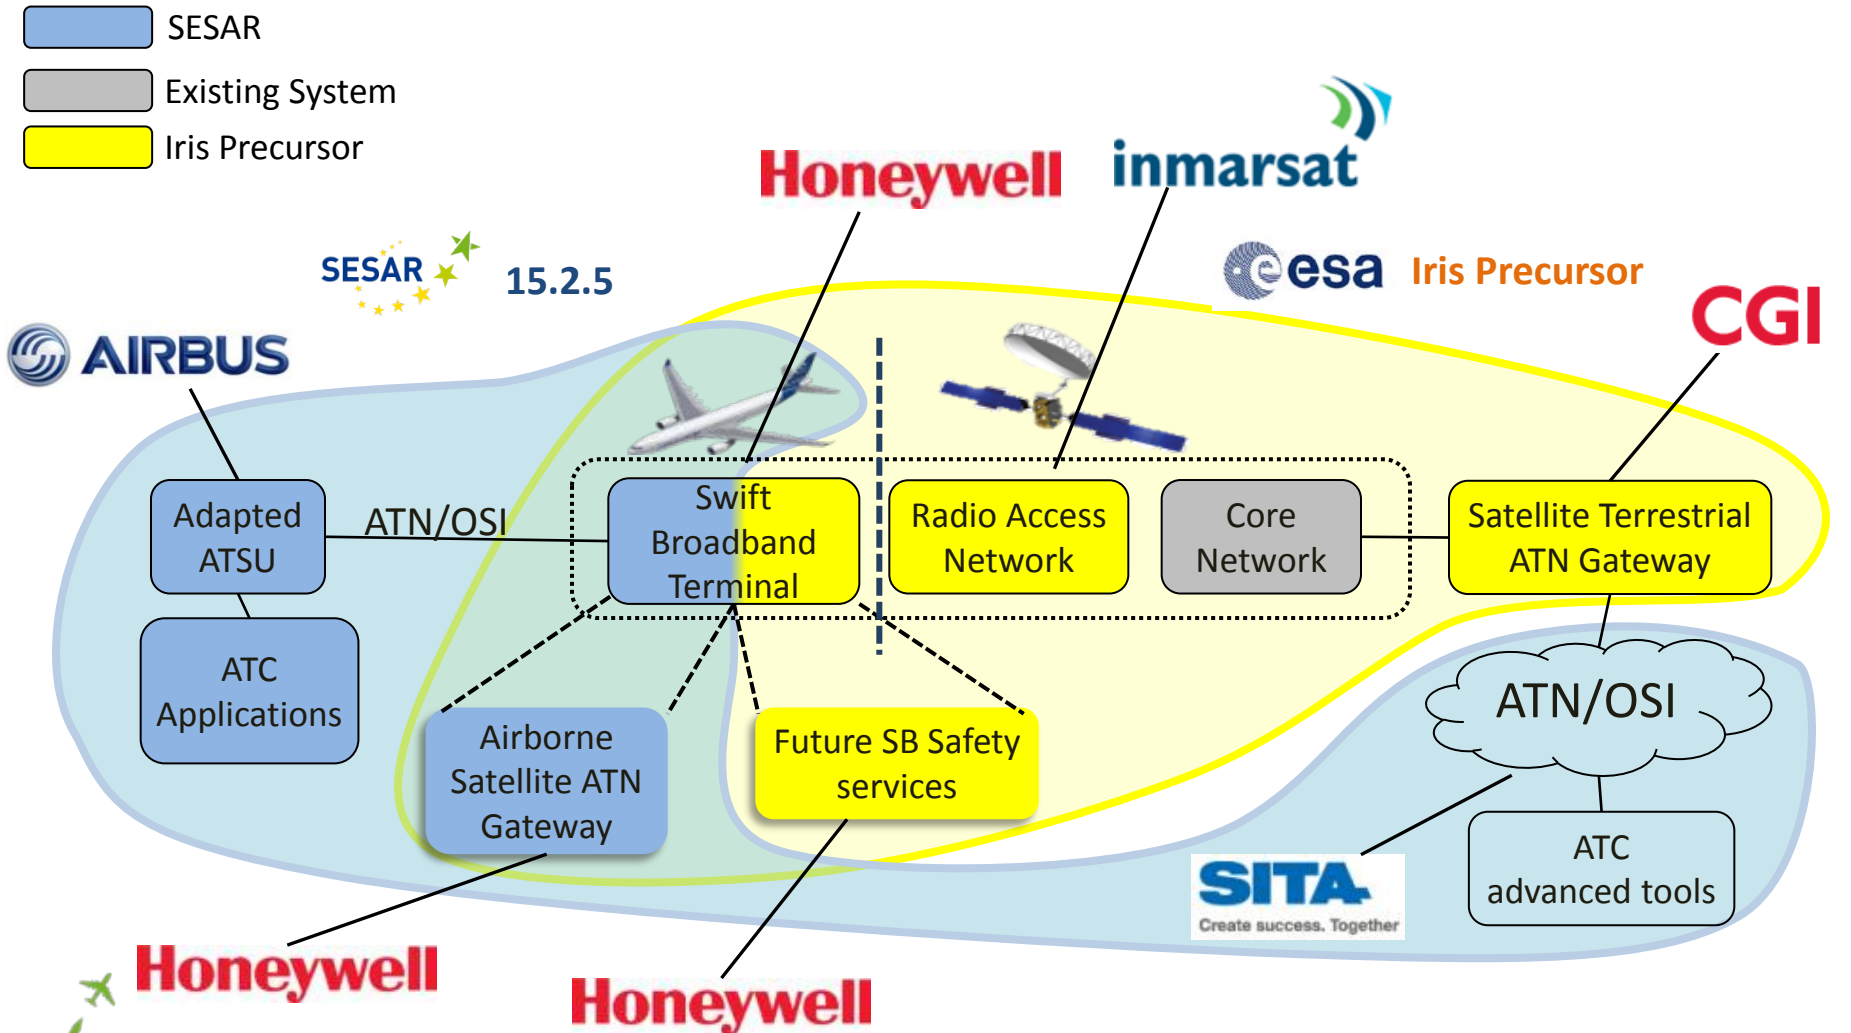 SESAR
Existing System
Iris Precursor
Honeywell
inmarsat
SESAR
15.2.5
esa
Iris Precursor
CGI
AIRBUS
Adapted
ATSU
ATN/OSI
Swift
Broadband
Terminal
Radio Access
Network
Core
Network
Satellite Terrestrial
ATN Gateway
ATC
Applications
Airborne
Satellite ATN
Gateway
Future SB Safety
services
ATN/OSI
ATC
advanced tools
SITA
Create success. Together
Honeywell
Honeywell